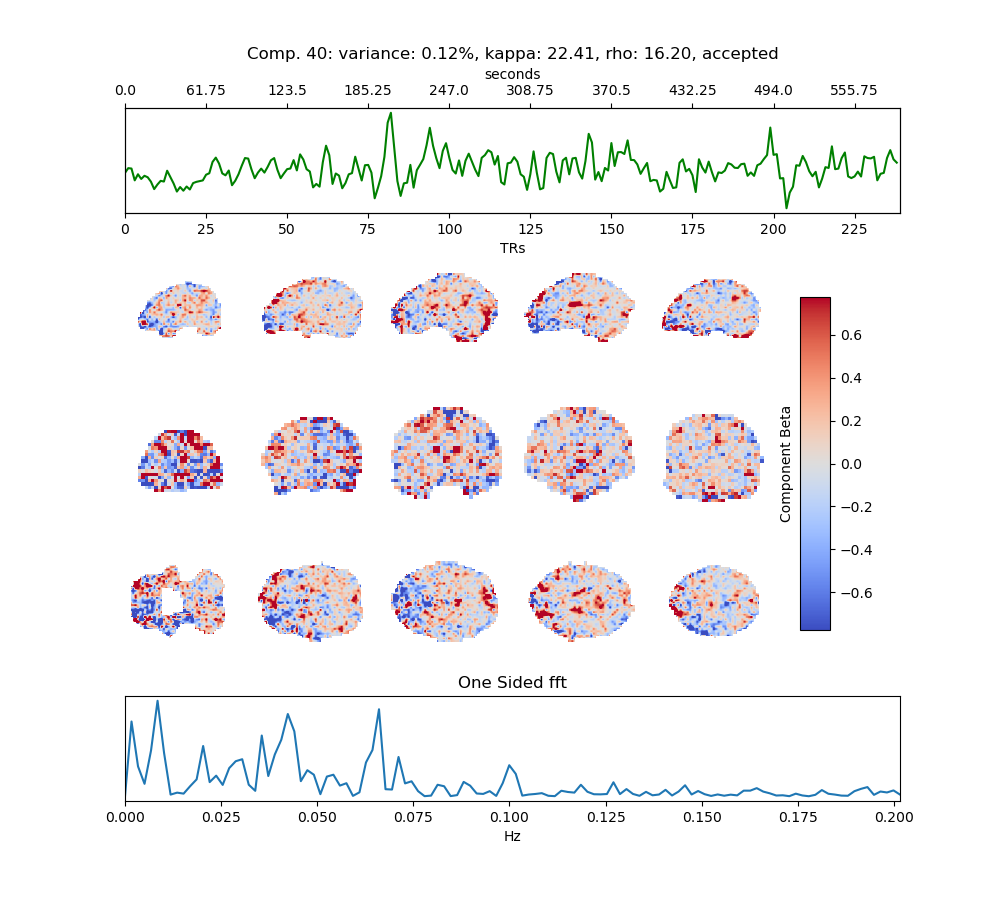 Comp. 40: variance: 0.12%, kappa: 22.41, rho: 16.20, accepted
seconds
0.0 61.75 123.5 185.25 247.0 308.75 370.5 432.25 494.0 555.75
0 25 50 75 100 125 150 175 200 225
TRs
0.6
0.4
0.2
0.0
−0.2
−0.4
−0.6
Component Beta
One Sided fft
0.000 0.025 0.050 0.075 0.100 0.125 0.150 0.175 0.200
Hz